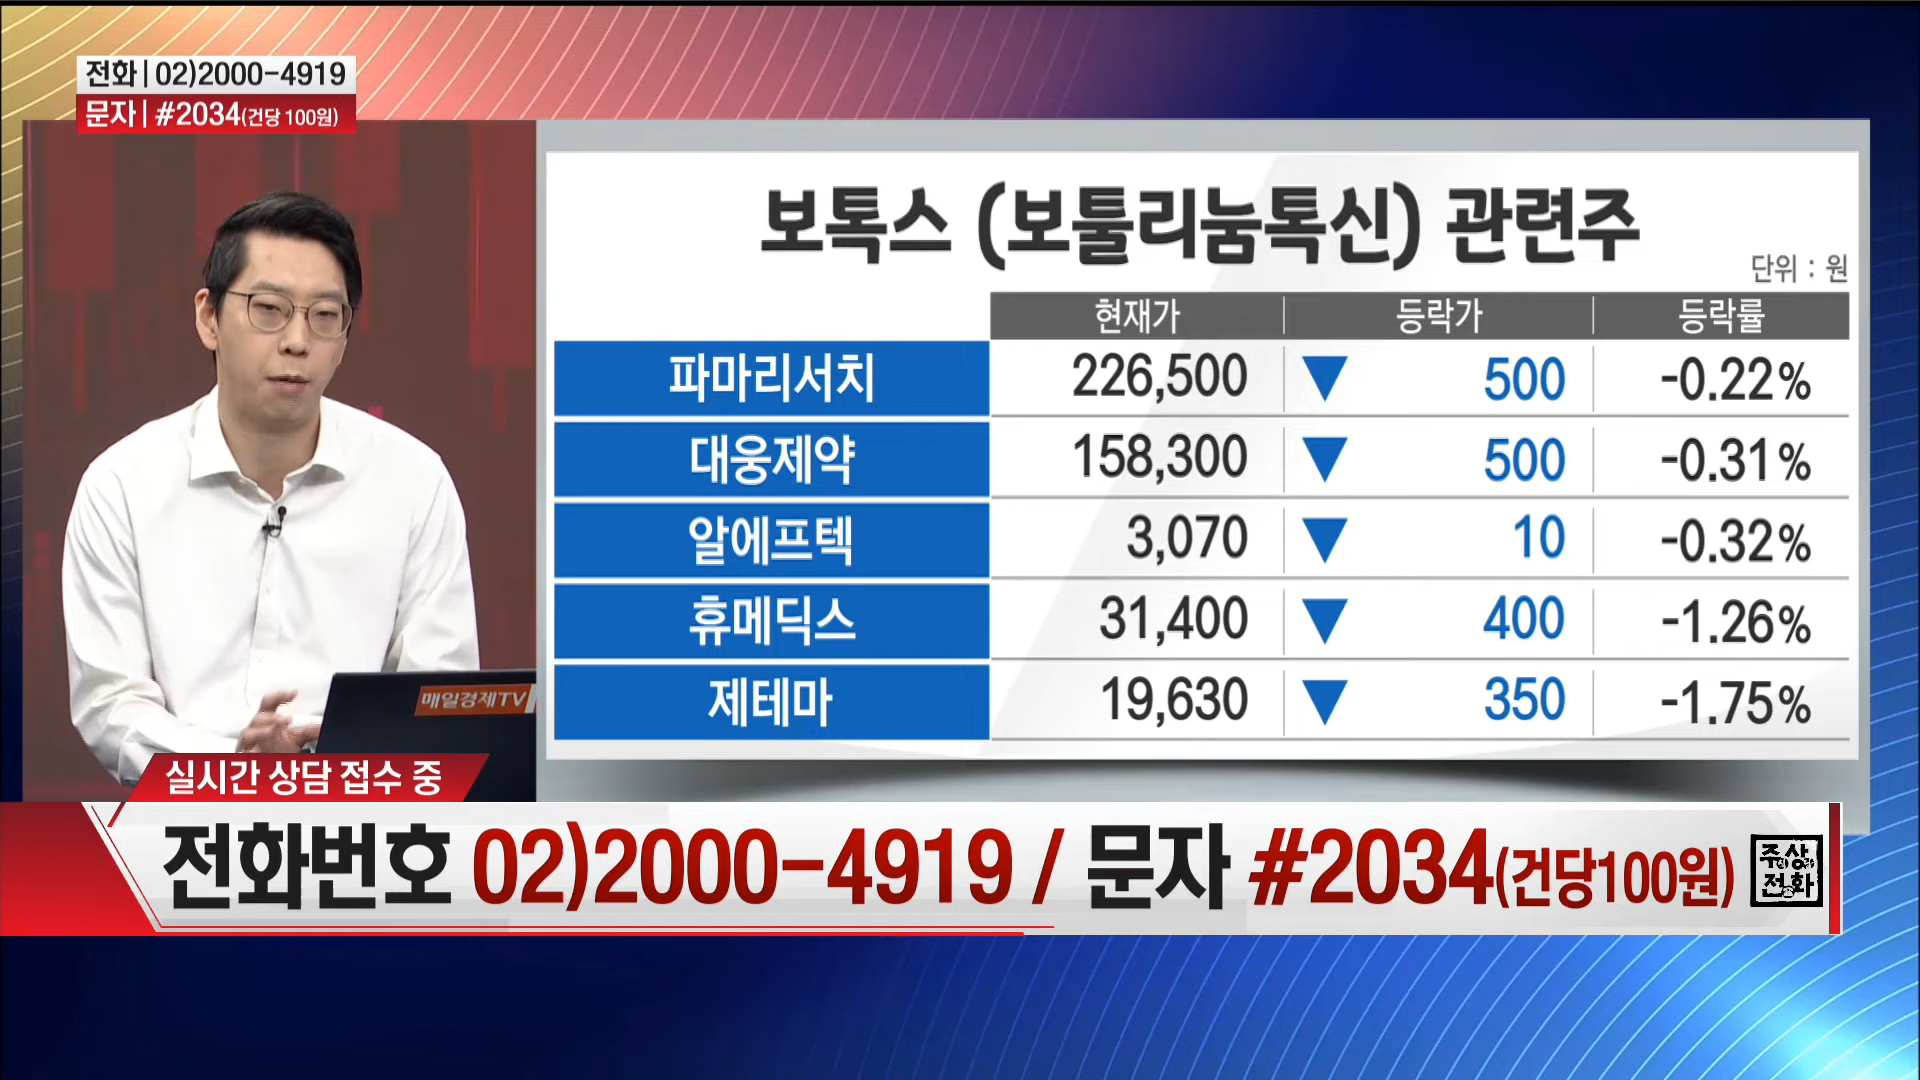 전화 | 02)2000-4919
문자 | #2034(건당 100원)
보톡스 (보툴리눔톡신) 관련주
단위 : 원
현재가 등락가 등락률
파마리서치 226,500 ▼ 500 -0.22%
대웅제약 158,300 ▼ 500 -0.31%
알에프텍 3,070 ▼ 10 -0.32%
휴메딕스 31,400 ▼ 400 -1.26%
제테마 19,630 ▼ 350 -1.75%
매일경제TV
실시간 상담 접수 중
전화번호 02)2000-4919 / 문자 #2034(건당100원)
주상
전화